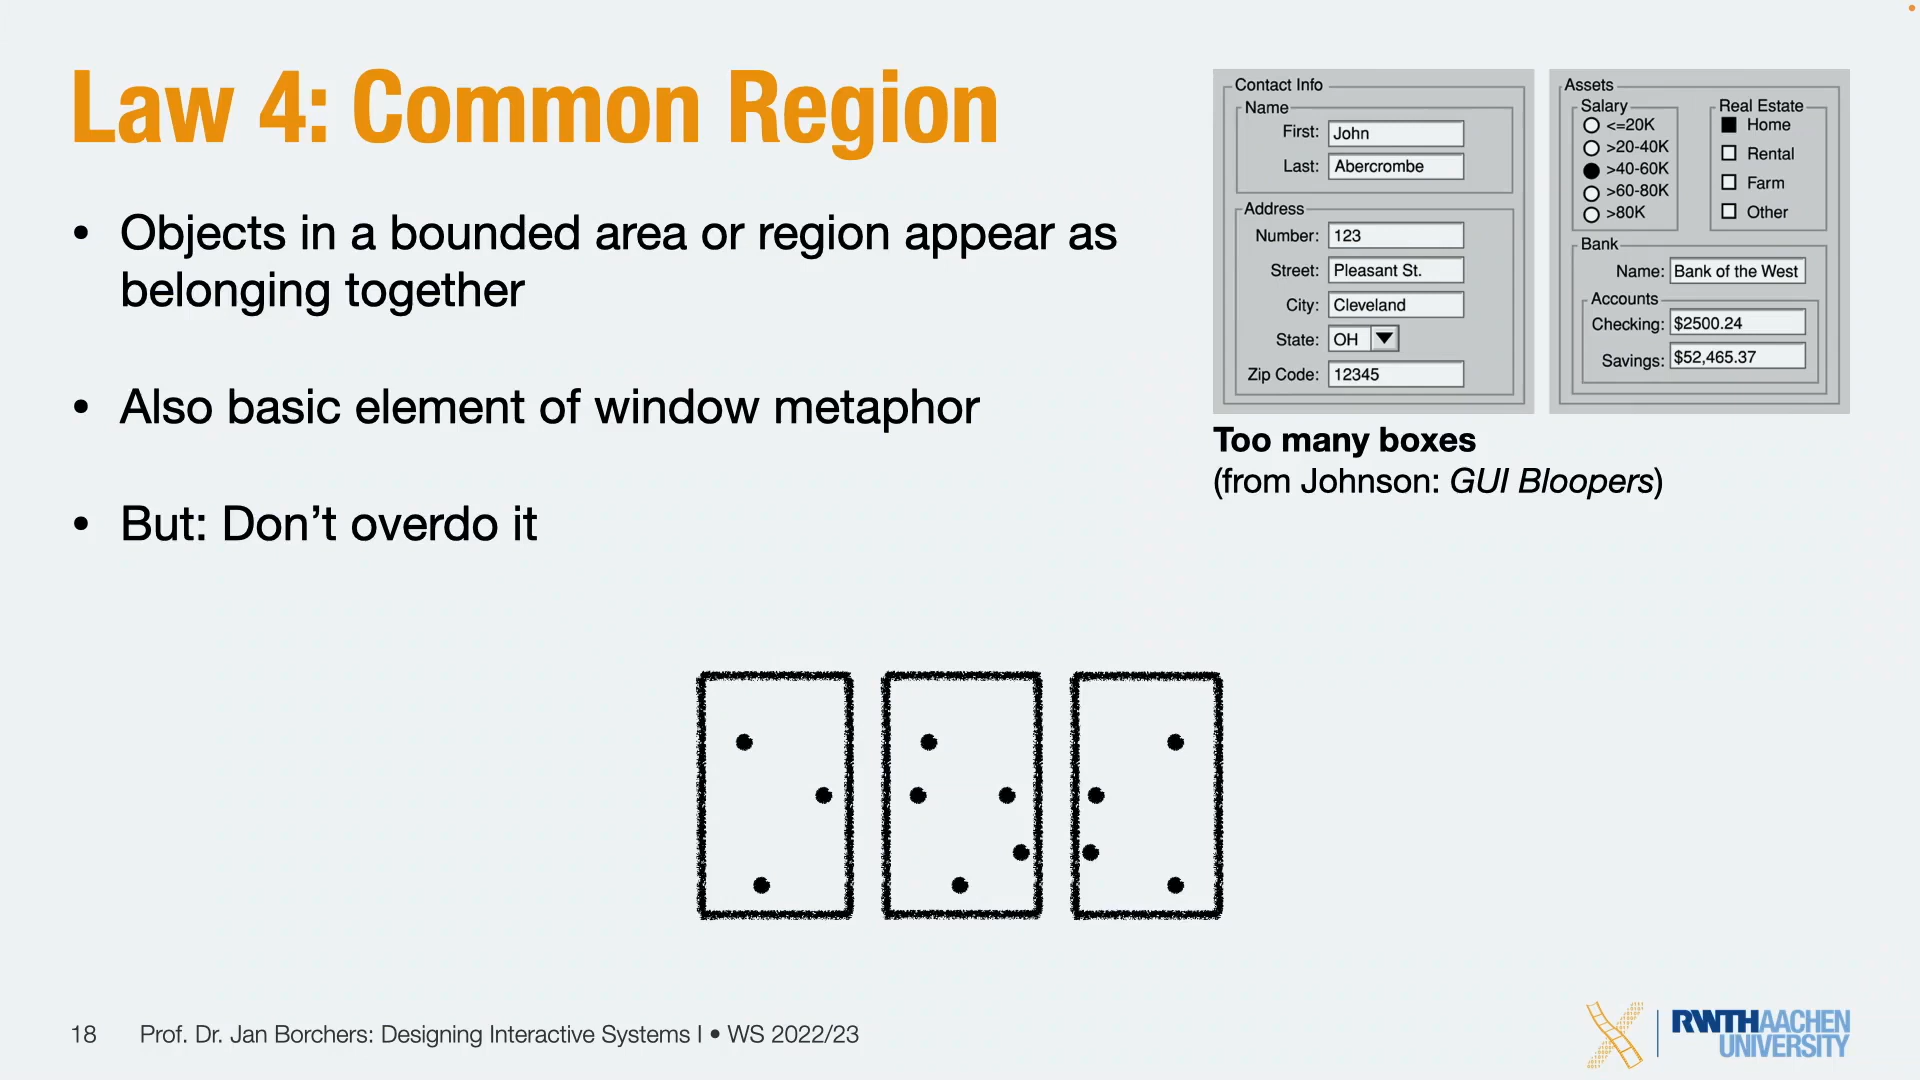 Law 4: Common Region
• Objects in a bounded area or region appear as
belonging together
• Also basic element of window metaphor
• But: Don’t overdo it
Contact Info
Name
First: John
Last: Abercrombe
Address
Number: 123
Street: Pleasant St.
City: Cleveland
State: OH
Zip Code: 12345
Assets
Salary
<=20K
>20-40K
>40-60K
>60-80K
>80K
Real Estate
Home
Rental
Farm
Other
Bank
Name: Bank of the West
Accounts
Checking: $2500.24
Savings: $52,465.37
Too many boxes
(from Johnson: GUI Bloopers)
18 Prof. Dr. Jan Borchers: Designing Interactive Systems I • WS 2022/23
RWTHAACHEN
UNIVERSITY